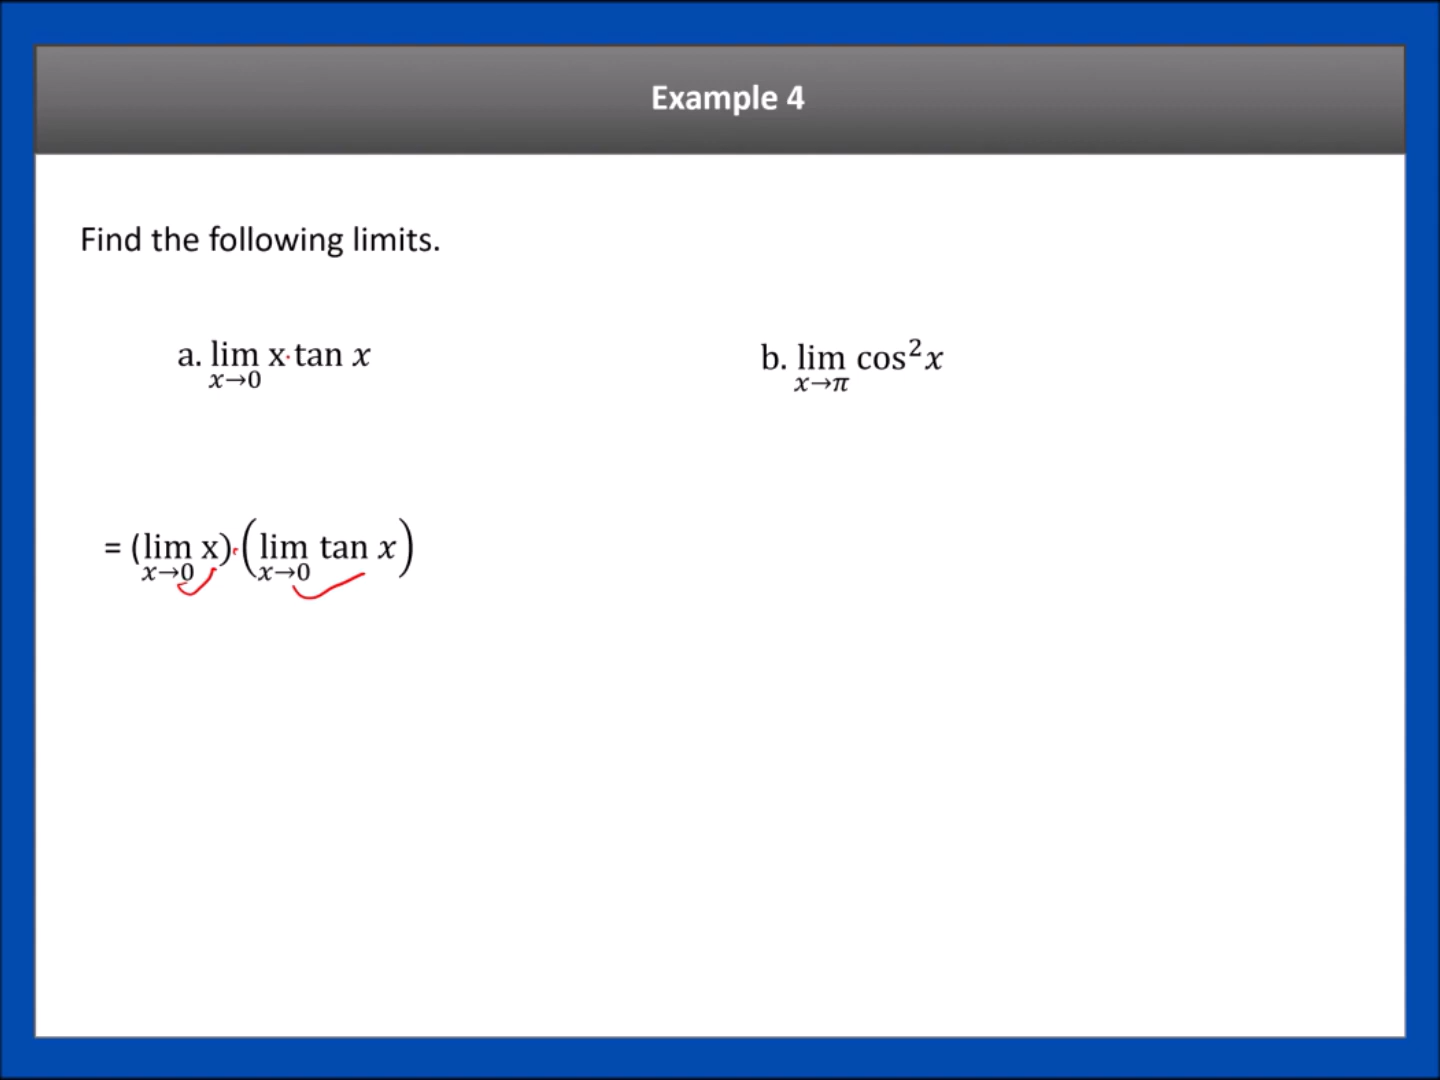 Example 4
Find the following limits.
a. lim x→0 x·tan x
b. lim x→π cos²x
= (lim x→0 x)·(lim x→0 tan x)